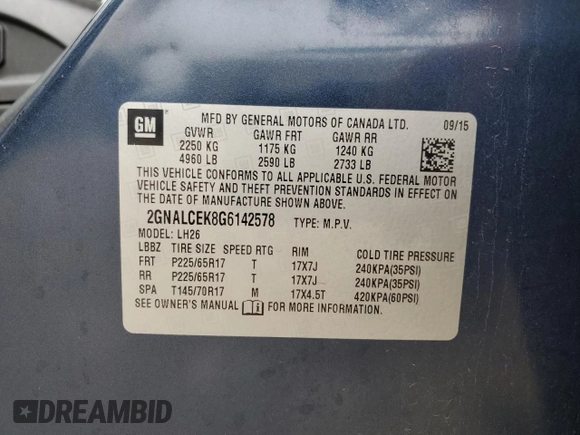 GM
MFD BY GENERAL MOTORS OF CANADA LTD. 09/15
GVWR GAWR FRT GAWR RR
2250 KG 1175 KG 1240 KG
4960 LB 2590 LB 2733 LB
THIS VEHICLE CONFORMS TO ALL APPLICABLE U.S. FEDERAL MOTOR
VEHICLE SAFETY AND THEFT PREVENTION STANDARDS IN EFFECT ON
THE DATE OF MANUFACTURE SHOWN ABOVE.
2GNALCEK8G6142578 TYPE: M.P.V.
MODEL: LH26
LBBZ TIRE SIZE SPEED RTG RIM COLD TIRE PRESSURE
FRT P225/65R17 T 17X7J 240KPA(35PSI)
RR P225/65R17 T 17X7J 240KPA(35PSI)
SPA T145/70R17 M 17X4.5T 420KPA(60PSI)
SEE OWNER'S MANUAL FOR MORE INFORMATION.
DREAMBID